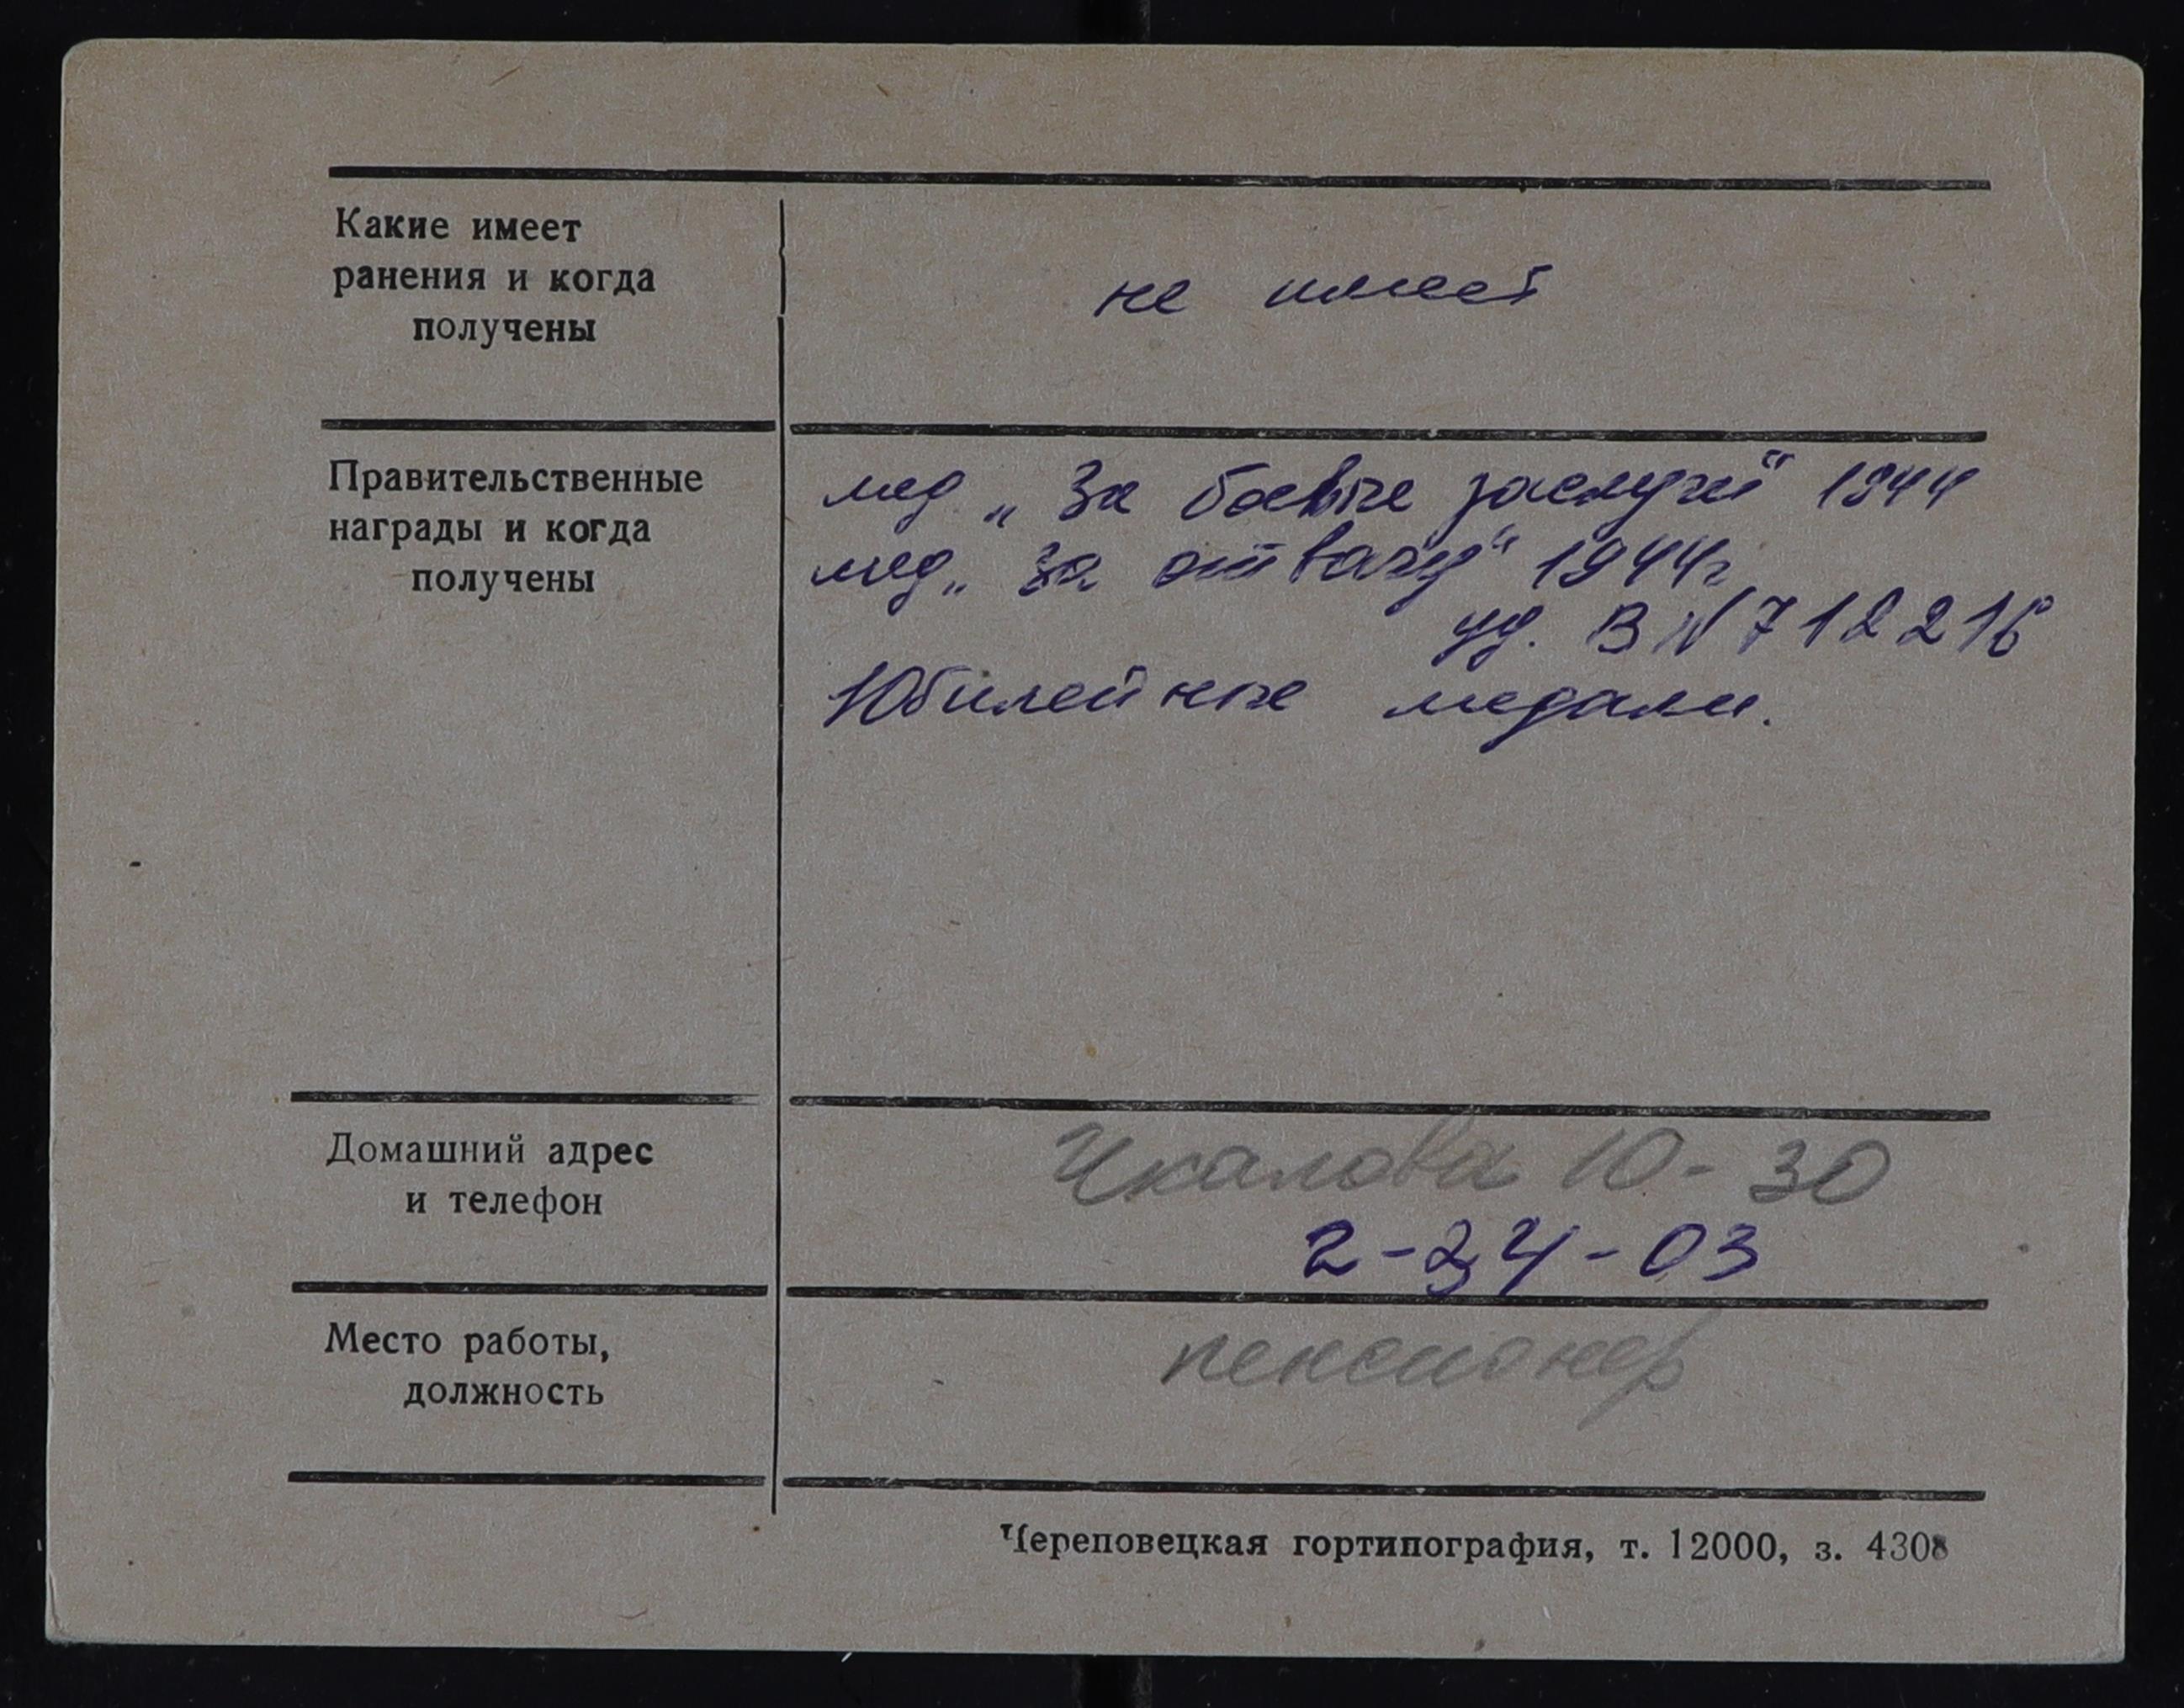 Какие имеет
ранения и когда
получены
не имеет
Правительственные
награды и когда
получены
мед „За боевые заслуги" 1944
мед „За отвагу" 1944г
уд. В№712216
Юбилейные медали.
Домашний адрес
и телефон
Чкалова 10-30
2-24-03
Место работы,
должность
пенсионер
Череповецкая гортипография, т. 12000, з. 4308